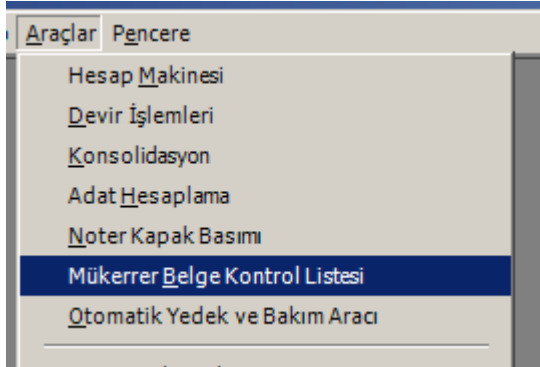 Araçlar Pencere
Hesap Makinesi
Devir İşlemleri
Konsolidasyon
Adat Hesaplama
Noter Kapak Basımı
Mükerrer Belge Kontrol Listesi
Otomatik Yedek ve Bakım Aracı